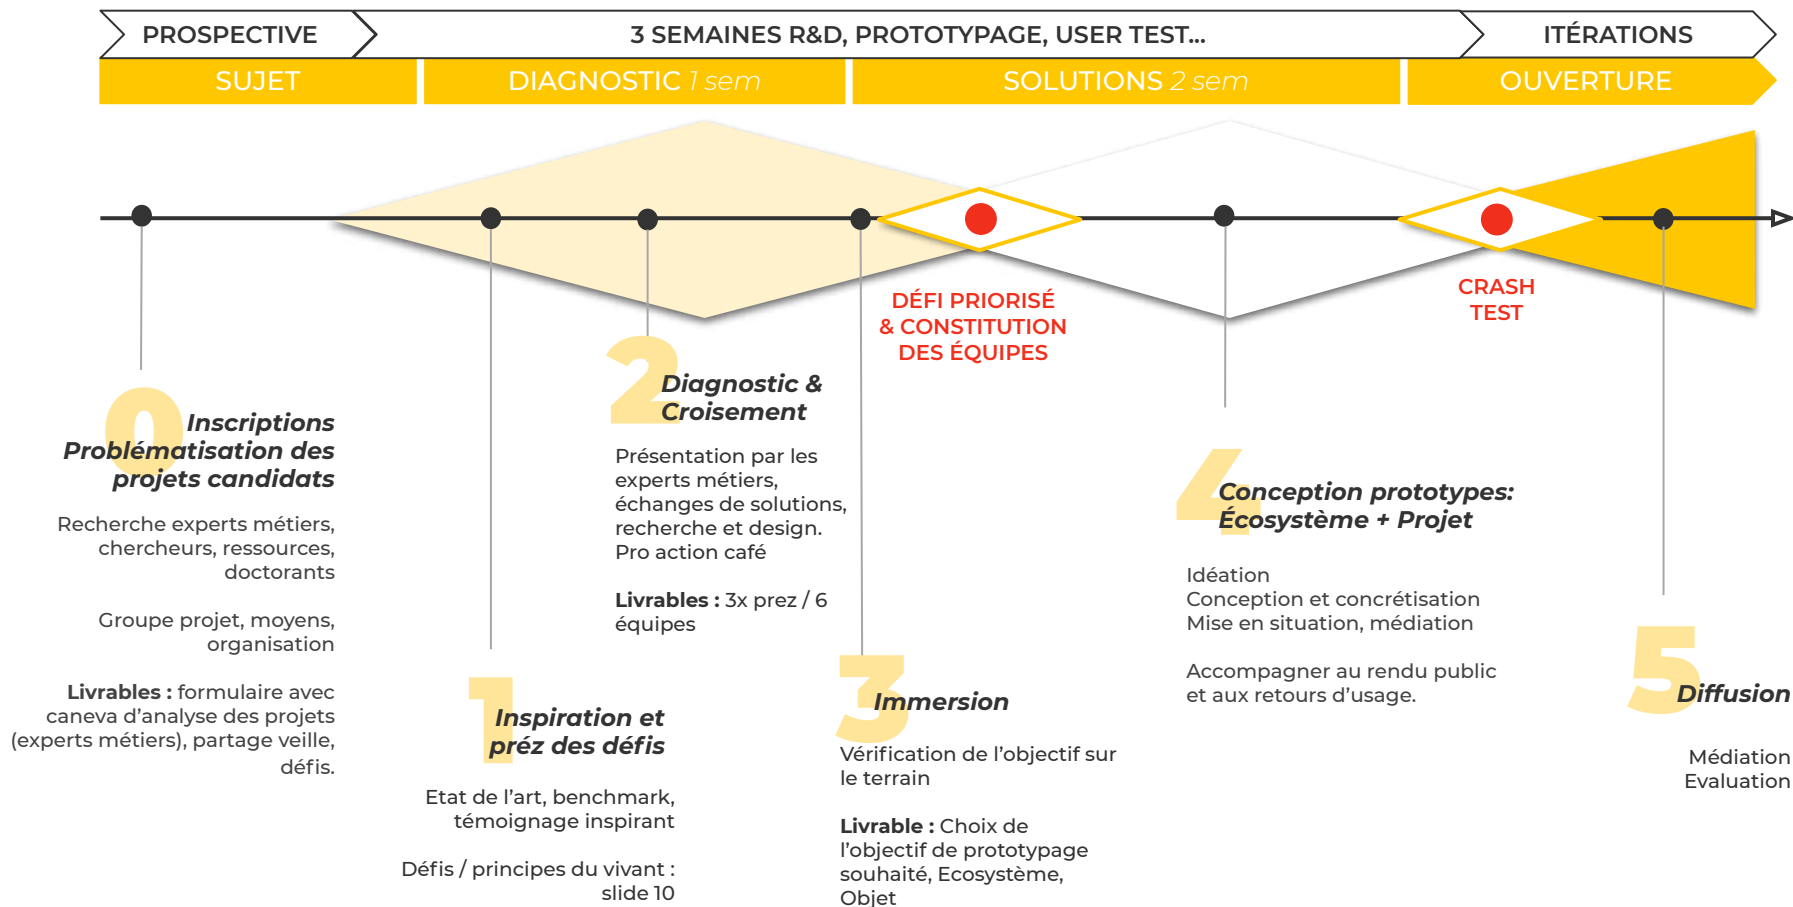 PROSPECTIVE
3 SEMAINES R&D, PROTOTYPAGE, USER TEST...
ITÉRATIONS
SUJET
DIAGNOSTIC 1 sem
SOLUTIONS 2 sem
OUVERTURE
DÉFI PRIORISÉ
& CONSTITUTION
DES ÉQUIPES
CRASH
TEST
0
Inscriptions
Problématisation des
projets candidats
Recherche experts métiers,
chercheurs, ressources,
doctorants
Groupe projet, moyens,
organisation
Livrables : formulaire avec
caneva d'analyse des projets
(experts métiers), partage veille,
défis.
1
Inspiration et
préz des défis
Etat de l'art, benchmark,
témoignage inspirant
Défis / principes du vivant :
slide 10
2
Diagnostic &
Croisement
Présentation par les
experts métiers,
échanges de solutions,
recherche et design.
Pro action café
Livrables : 3x prez / 6
équipes
3
Immersion
Vérification de l'objectif sur
le terrain
Livrable : Choix de
l'objectif de prototypage
souhaité, Ecosystème,
Objet
4
Conception prototypes:
Écosystème + Projet
Idéation
Conception et concrétisation
Mise en situation, médiation
Accompagner au rendu public
et aux retours d'usage.
5
Diffusion
Médiation
Evaluation